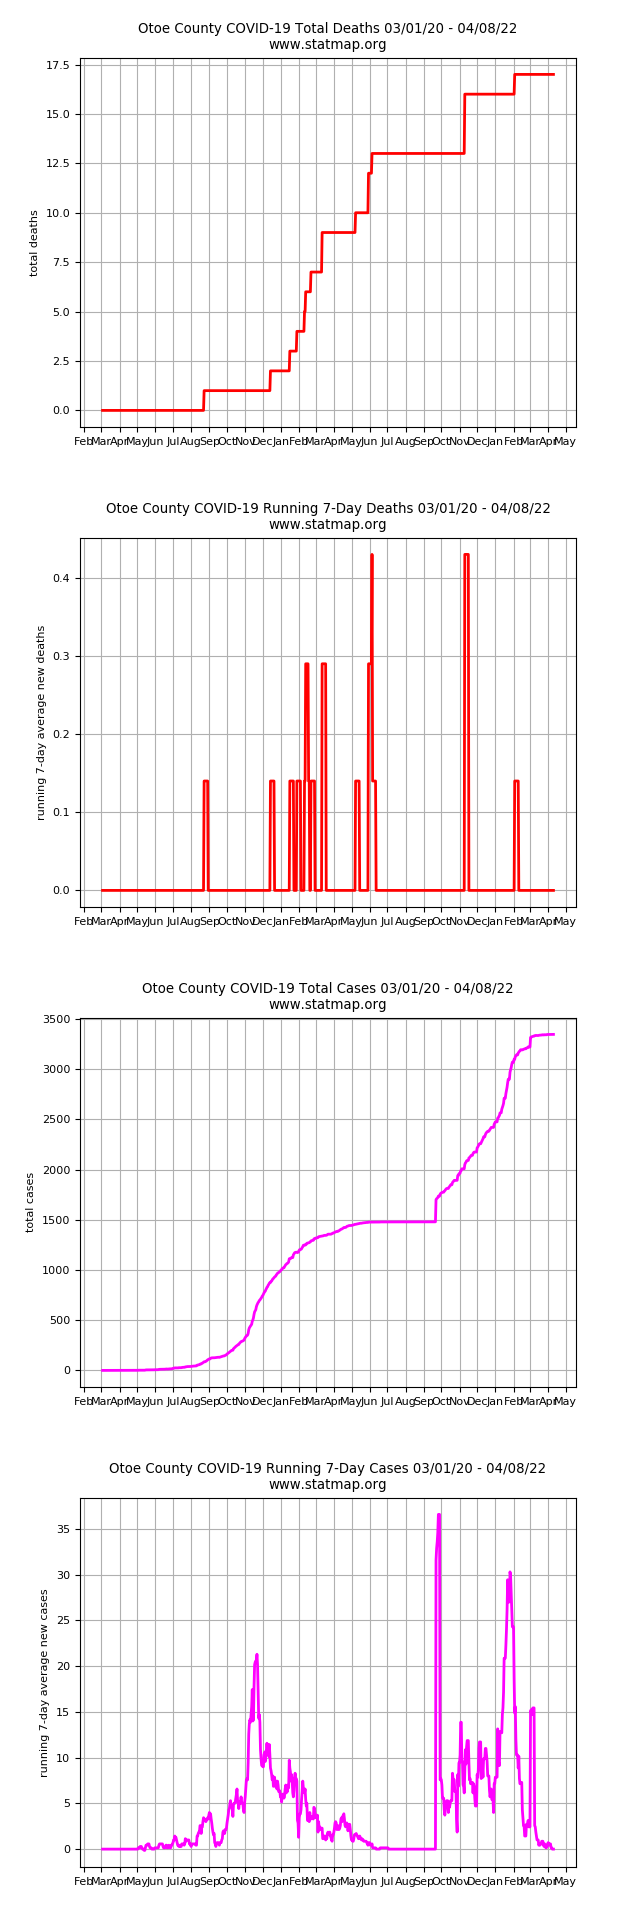 Otoe County COVID-19 Total Deaths 03/01/20 - 04/08/22
www.statmap.org
17.5
15.0
12.5
10.0
7.5
5.0
2.5
0.0
total deaths
Feb Mar Apr May Jun Jul Aug Sep Oct Nov Dec Jan Feb Mar Apr May Jun Jul Aug Sep Oct Nov Dec Jan Feb Mar Apr May
Otoe County COVID-19 Running 7-Day Deaths 03/01/20 - 04/08/22
www.statmap.org
0.4
0.3
0.2
0.1
0.0
running 7-day average new deaths
Feb Mar Apr May Jun Jul Aug Sep Oct Nov Dec Jan Feb Mar Apr May Jun Jul Aug Sep Oct Nov Dec Jan Feb Mar Apr May
Otoe County COVID-19 Total Cases 03/01/20 - 04/08/22
www.statmap.org
3500
3000
2500
2000
1500
1000
500
0
total cases
Feb Mar Apr May Jun Jul Aug Sep Oct Nov Dec Jan Feb Mar Apr May Jun Jul Aug Sep Oct Nov Dec Jan Feb Mar Apr May
Otoe County COVID-19 Running 7-Day Cases 03/01/20 - 04/08/22
www.statmap.org
35
30
25
20
15
10
5
0
running 7-day average new cases
Feb Mar Apr May Jun Jul Aug Sep Oct Nov Dec Jan Feb Mar Apr May Jun Jul Aug Sep Oct Nov Dec Jan Feb Mar Apr May